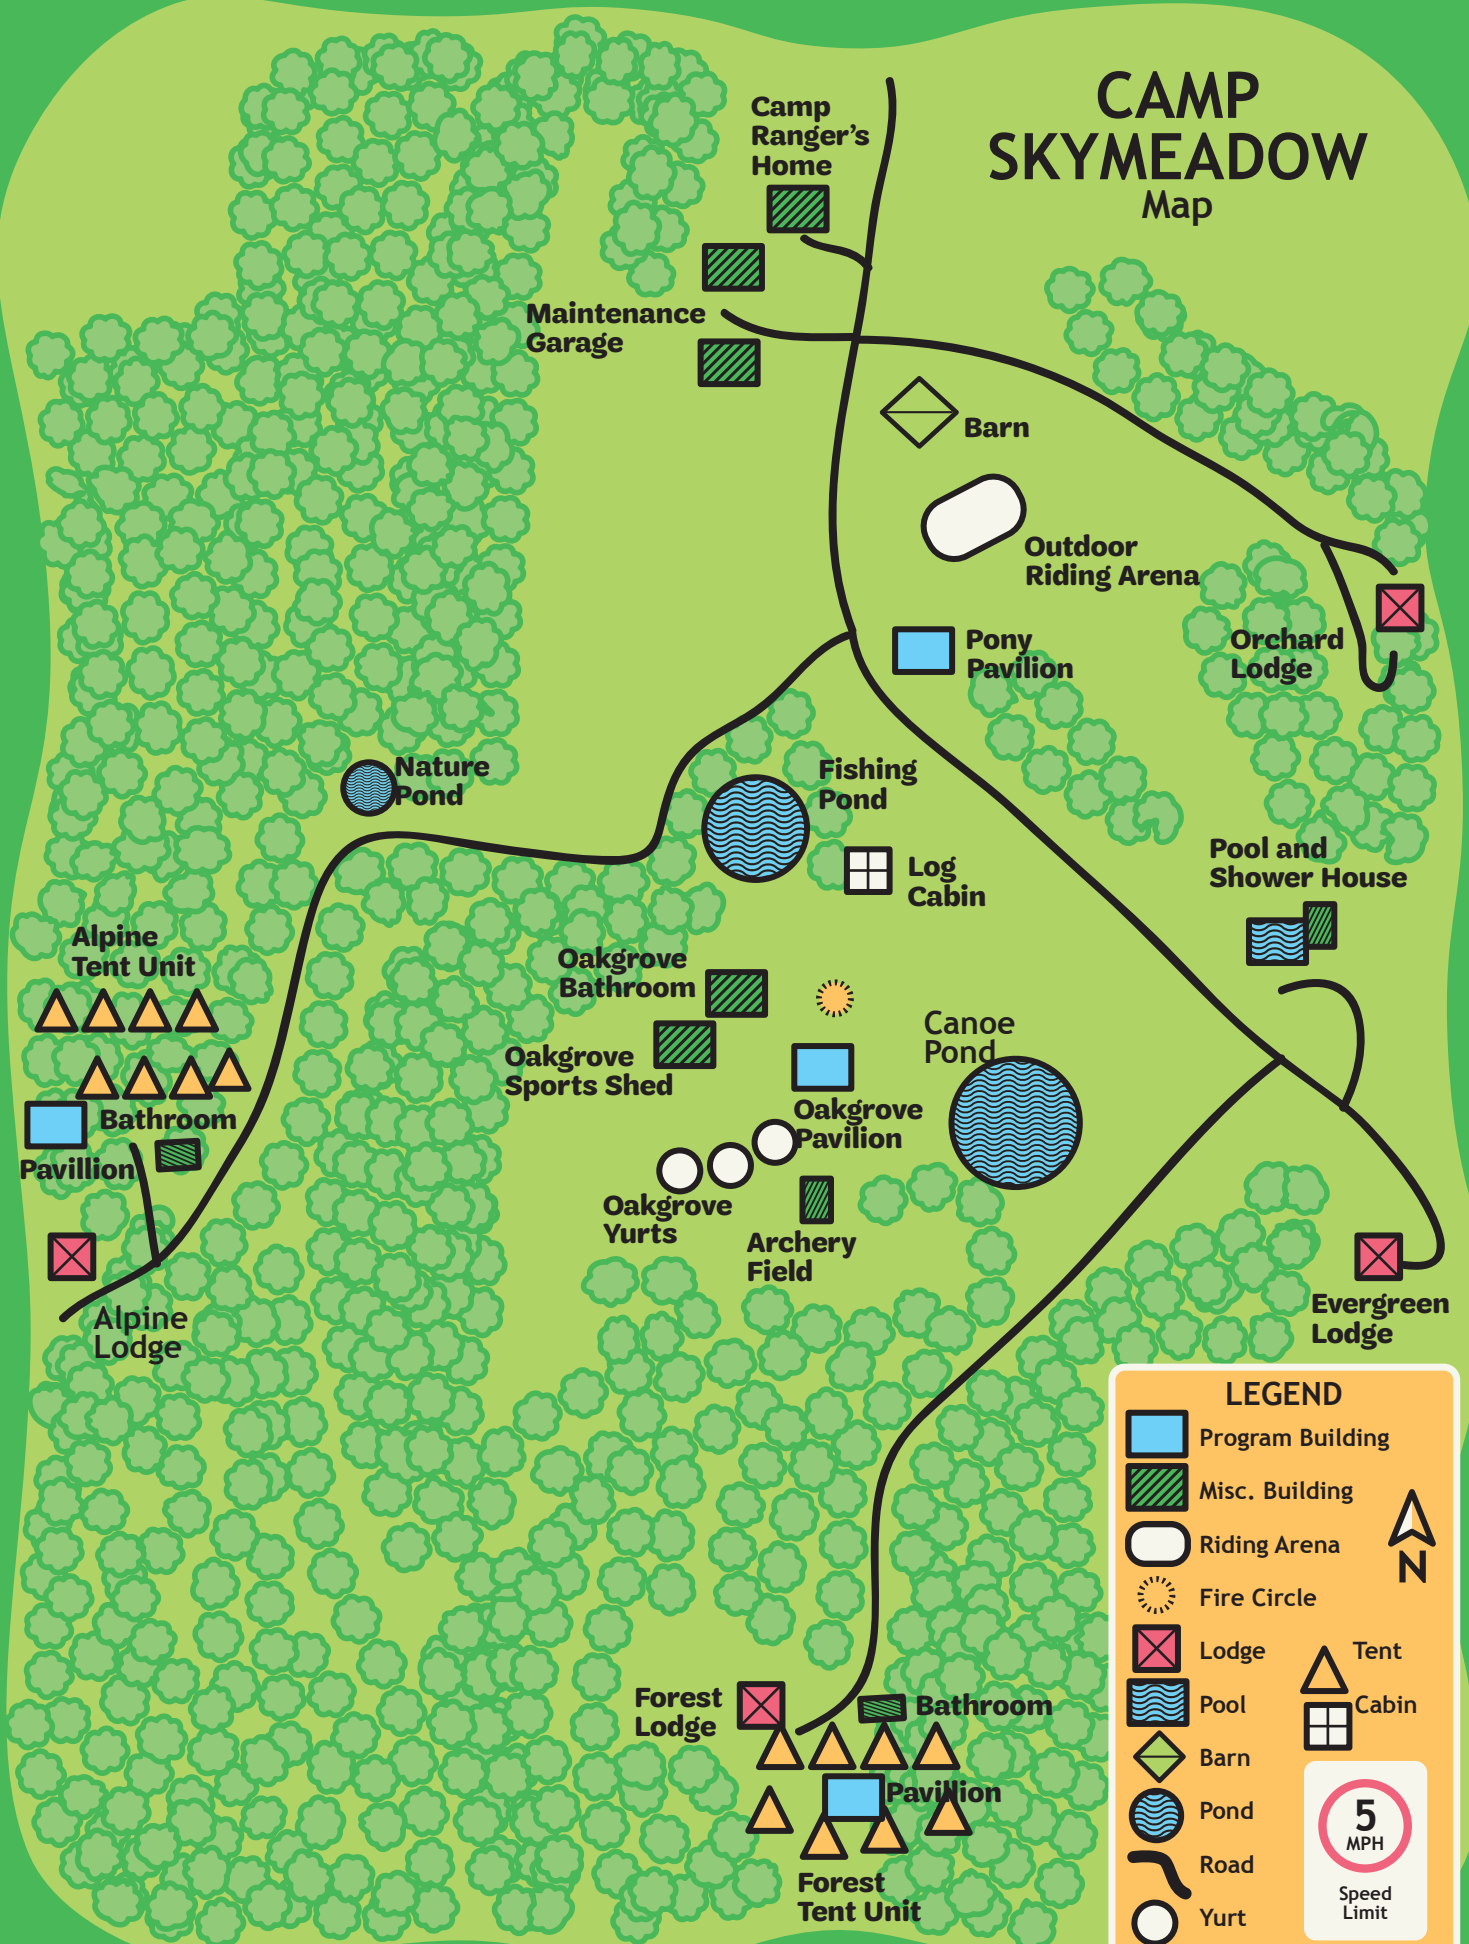 CAMP
SKYMEADOW
Map
Camp
Ranger's
Home
Maintenance
Garage
Barn
Outdoor
Riding Arena
Orchard
Lodge
Pony
Pavilion
Nature
Pond
Fishing
Pond
Log
Cabin
Pool and
Shower House
Alpine
Tent Unit
Oakgrove
Bathroom
Oakgrove
Sports Shed
Canoe
Pond
Bathroom
Pavillion
Oakgrove
Pavilion
Oakgrove
Yurts
Archery
Field
Alpine
Lodge
Evergreen
Lodge
Forest
Lodge
Bathroom
Pavillion
Forest
Tent Unit
LEGEND
Program Building
Misc. Building
Riding Arena
N
Fire Circle
Lodge
Tent
Pool
Cabin
Barn
Pond
Road
Yurt
5
MPH
Speed
Limit